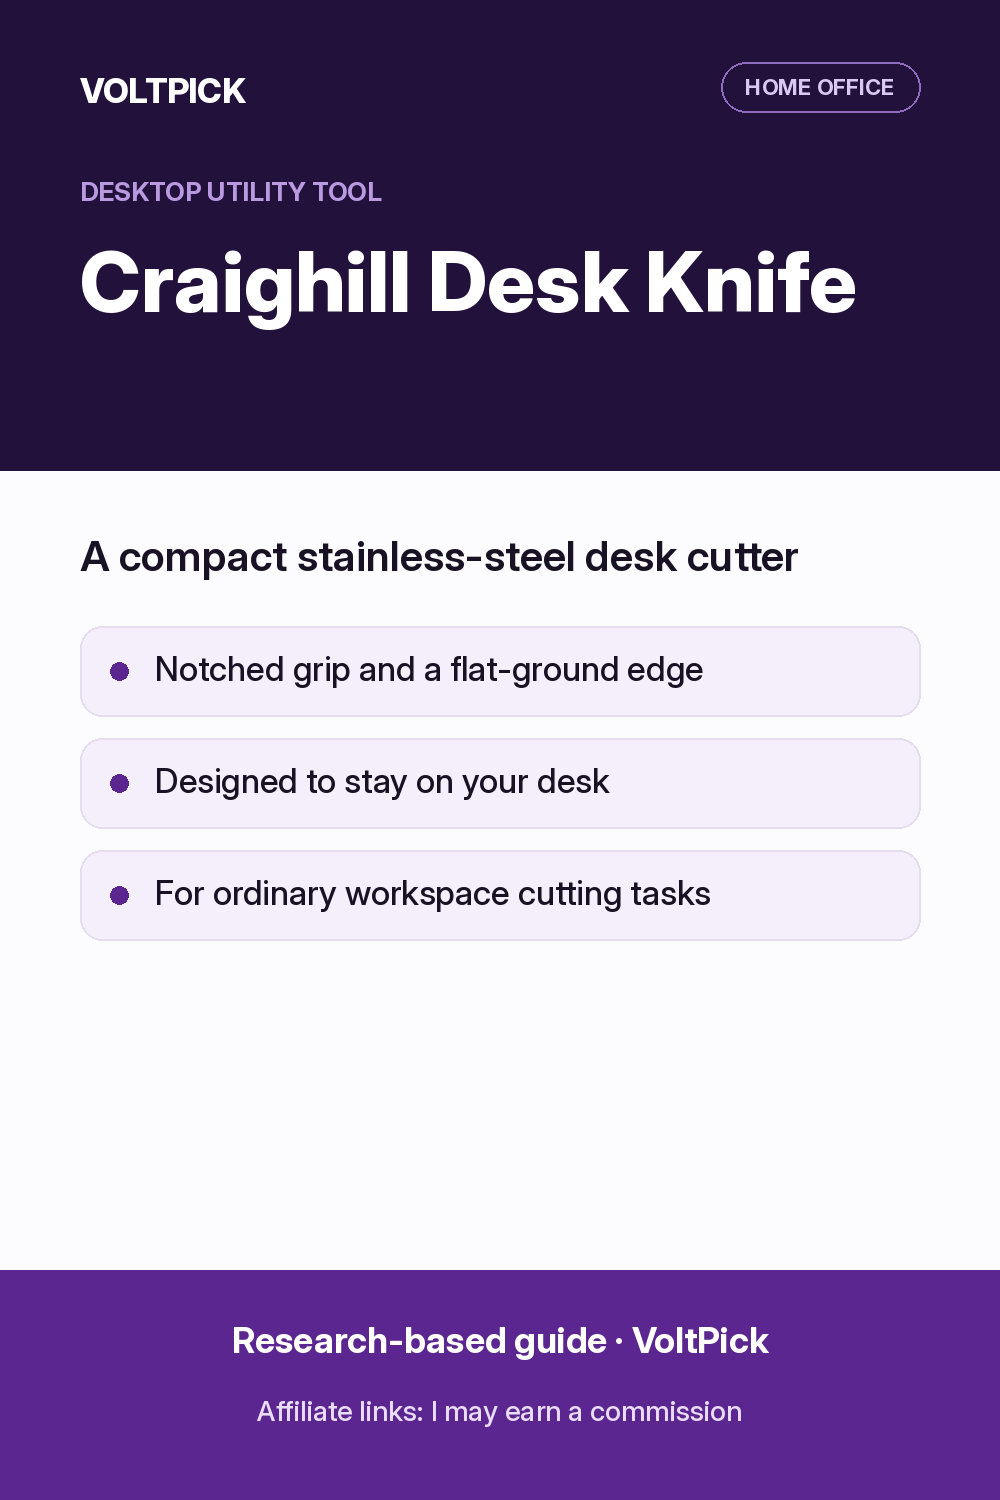 VOLTPICK
HOME OFFICE
DESKTOP UTILITY TOOL
Craighill Desk Knife
A compact stainless-steel desk cutter
Notched grip and a flat-ground edge
Designed to stay on your desk
For ordinary workspace cutting tasks
Research-based guide · VoltPick
Affiliate links: I may earn a commission